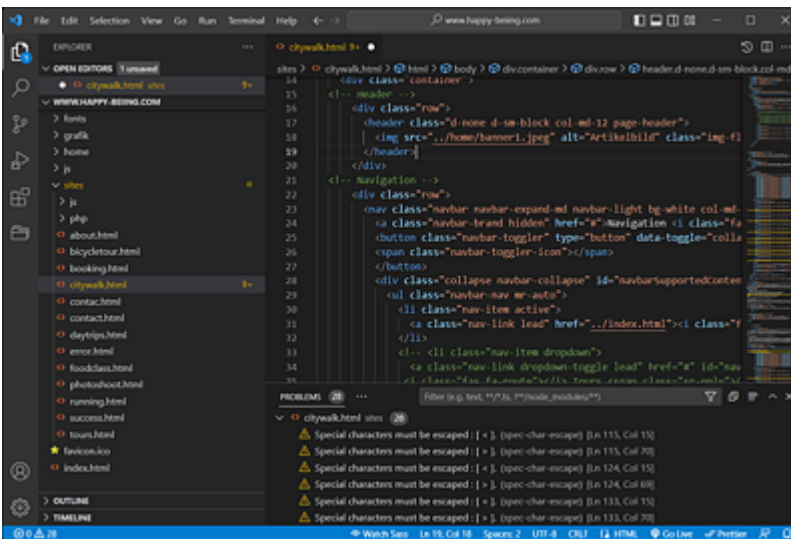 File Edit Selection View Go Run Terminal Help
www.happy-beiing.com
EXPLORER
OPEN EDITORS 1 unsaved
citywalk.html sites 9+
WWW.HAPPY-BEIING.COM
fonts
grafik
home
js
sites
js
php
about.html
bicycletour.html
booking.html
citywalk.html 9+
contac.html
contact.html
daytrips.html
error.html
foodclass.html
photoshoot.html
running.html
success.html
tours.html
favicon.ico
index.html
OUTLINE
TIMELINE
citywalk.html 9+
sites > citywalk.html > html > body > div.container > div.row > header.d-none.d-sm-block.col-md
14 <div class="container">
15 <!-- Header -->
16 <div class="row">
17 <header class="d-none d-sm-block col-md-12 page-header">
18 <img src="../home/banner1.jpeg" alt="Artikelbild" class="img-fl
19 </header>
20 </div>
21 <!-- Navigation -->
22 <div class="row">
23 <nav class="navbar navbar-expand-md navbar-light bg-white col-md-
24 <a class="navbar-brand hidden" href="#">Navigation <i class="fa
25 <button class="navbar-toggler" type="button" data-toggle="colla
26 <span class="navbar-toggler-icon"></span>
27 </button>
28 <div class="collapse navbar-collapse" id="navbarSupportedConten
29 <ul class="navbar-nav mr-auto">
30 <li class="nav-item active">
31 <a class="nav-link lead" href="../index.html"><i class="f
32 </li>
33 <!-- <li class="nav-item dropdown">
34 <a class="nav-link dropdown-toggle lead" href="#" id="nav
35 <i class="fas fa-route"></i> Tours <span class="sr-only">(
PROBLEMS 28
Filter (e.g. text, **/*.ts, !**/node_modules/**)
citywalk.html sites 28
Special characters must be escaped : [ < ]. (spec-char-escape) [Ln 115, Col 15]
Special characters must be escaped : [ > ]. (spec-char-escape) [Ln 115, Col 70]
Special characters must be escaped : [ < ]. (spec-char-escape) [Ln 124, Col 15]
Special characters must be escaped : [ > ]. (spec-char-escape) [Ln 124, Col 69]
Special characters must be escaped : [ < ]. (spec-char-escape) [Ln 133, Col 15]
Special characters must be escaped : [ > ]. (spec-char-escape) [Ln 133, Col 70]
0 28 Watch Sass Ln 19, Col 18 Spaces: 2 UTF-8 CRLF HTML Go Live Prettier